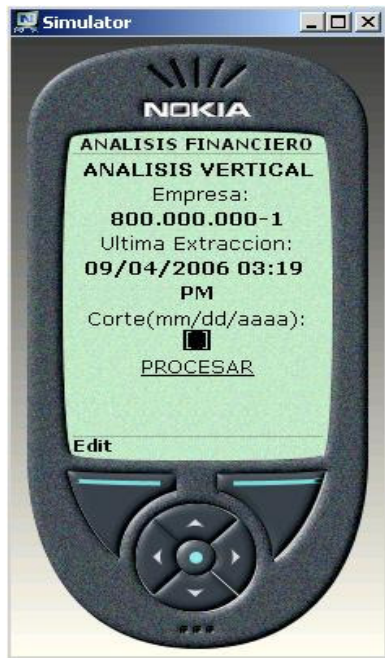 Simulator
NOKIA
ANALISIS FINANCIERO
ANALISIS VERTICAL
Empresa:
800.000.000-1
Ultima Extraccion:
09/04/2006 03:19
PM
Corte(mm/dd/aaaa):
[ ]
PROCESAR
Edit